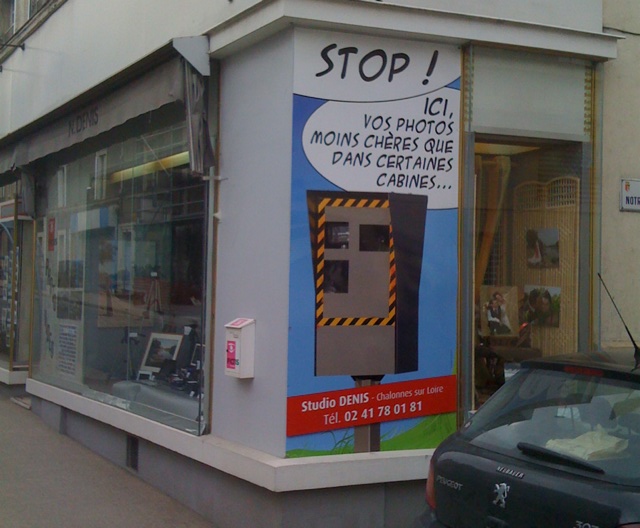 N. DENIS
STOP !
ICI,
VOS PHOTOS
MOINS CHÈRES QUE
DANS CERTAINES
CABINES...
Studio DENIS - Chalonnes sur Loire
Tél. 02 41 78 01 81
NOTR
PEUGEOT